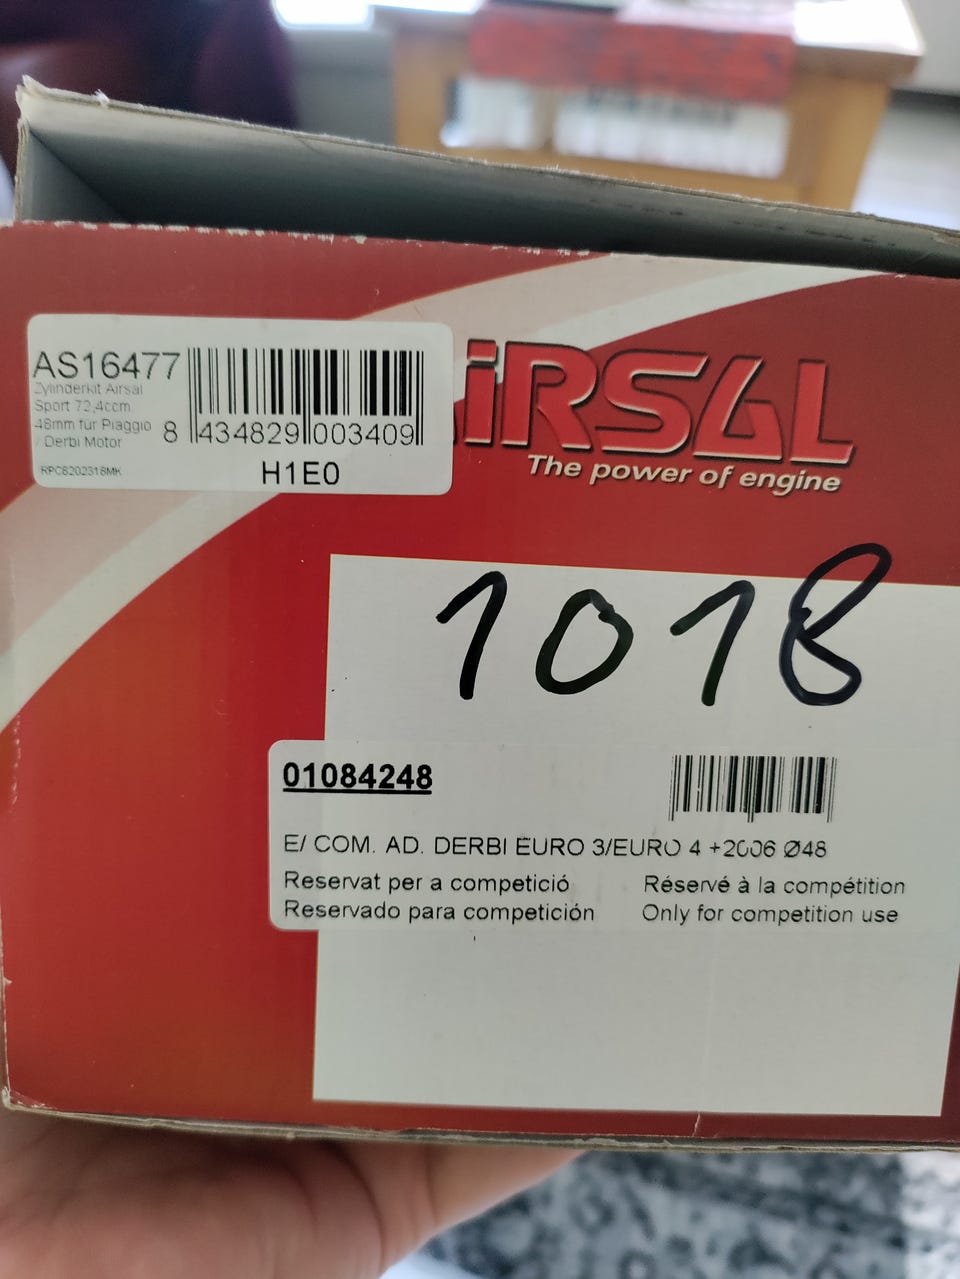 AS16477
Zylinderkit Airsal
Sport 72,4ccm
48mm für Piaggio
/ Derbi Motor
8 434829 003409
RPC8202318MK
H1E0
AiRSAL
The power of engine
1018
01084248
E/ COM. AD. DERBI EURO 3/EURO 4 +2006 Ø48
Reservat per a competició
Réservé à la compétition
Reservado para competición
Only for competition use